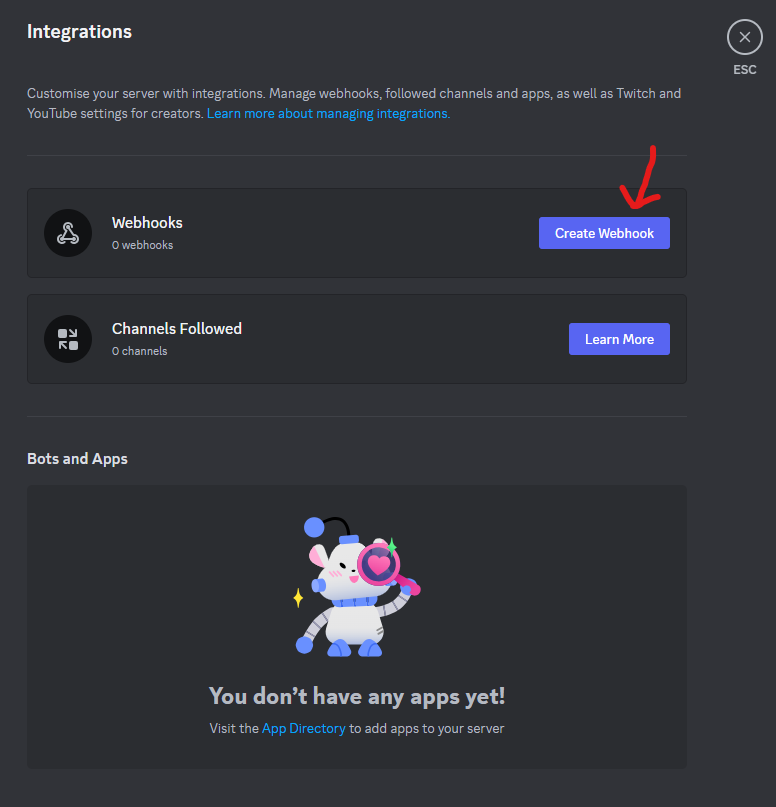 Integrations
ESC
Customise your server with integrations. Manage webhooks, followed channels and apps, as well as Twitch and
YouTube settings for creators. Learn more about managing integrations.
Webhooks
0 webhooks
Create Webhook
Channels Followed
0 channels
Learn More
Bots and Apps
You don’t have any apps yet!
Visit the App Directory to add apps to your server